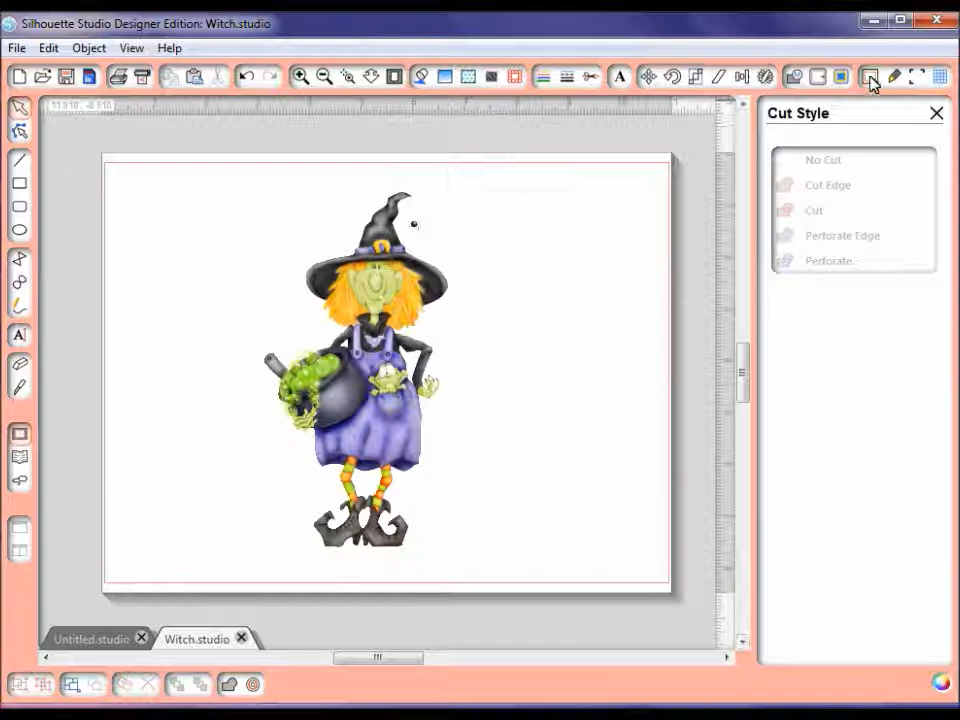 Silhouette Studio Designer Edition: Witch.studio
File Edit Object View Help
Cut Style
No Cut
Cut Edge
Cut
Perforate Edge
Perforate
Untitled.studio
Witch.studio